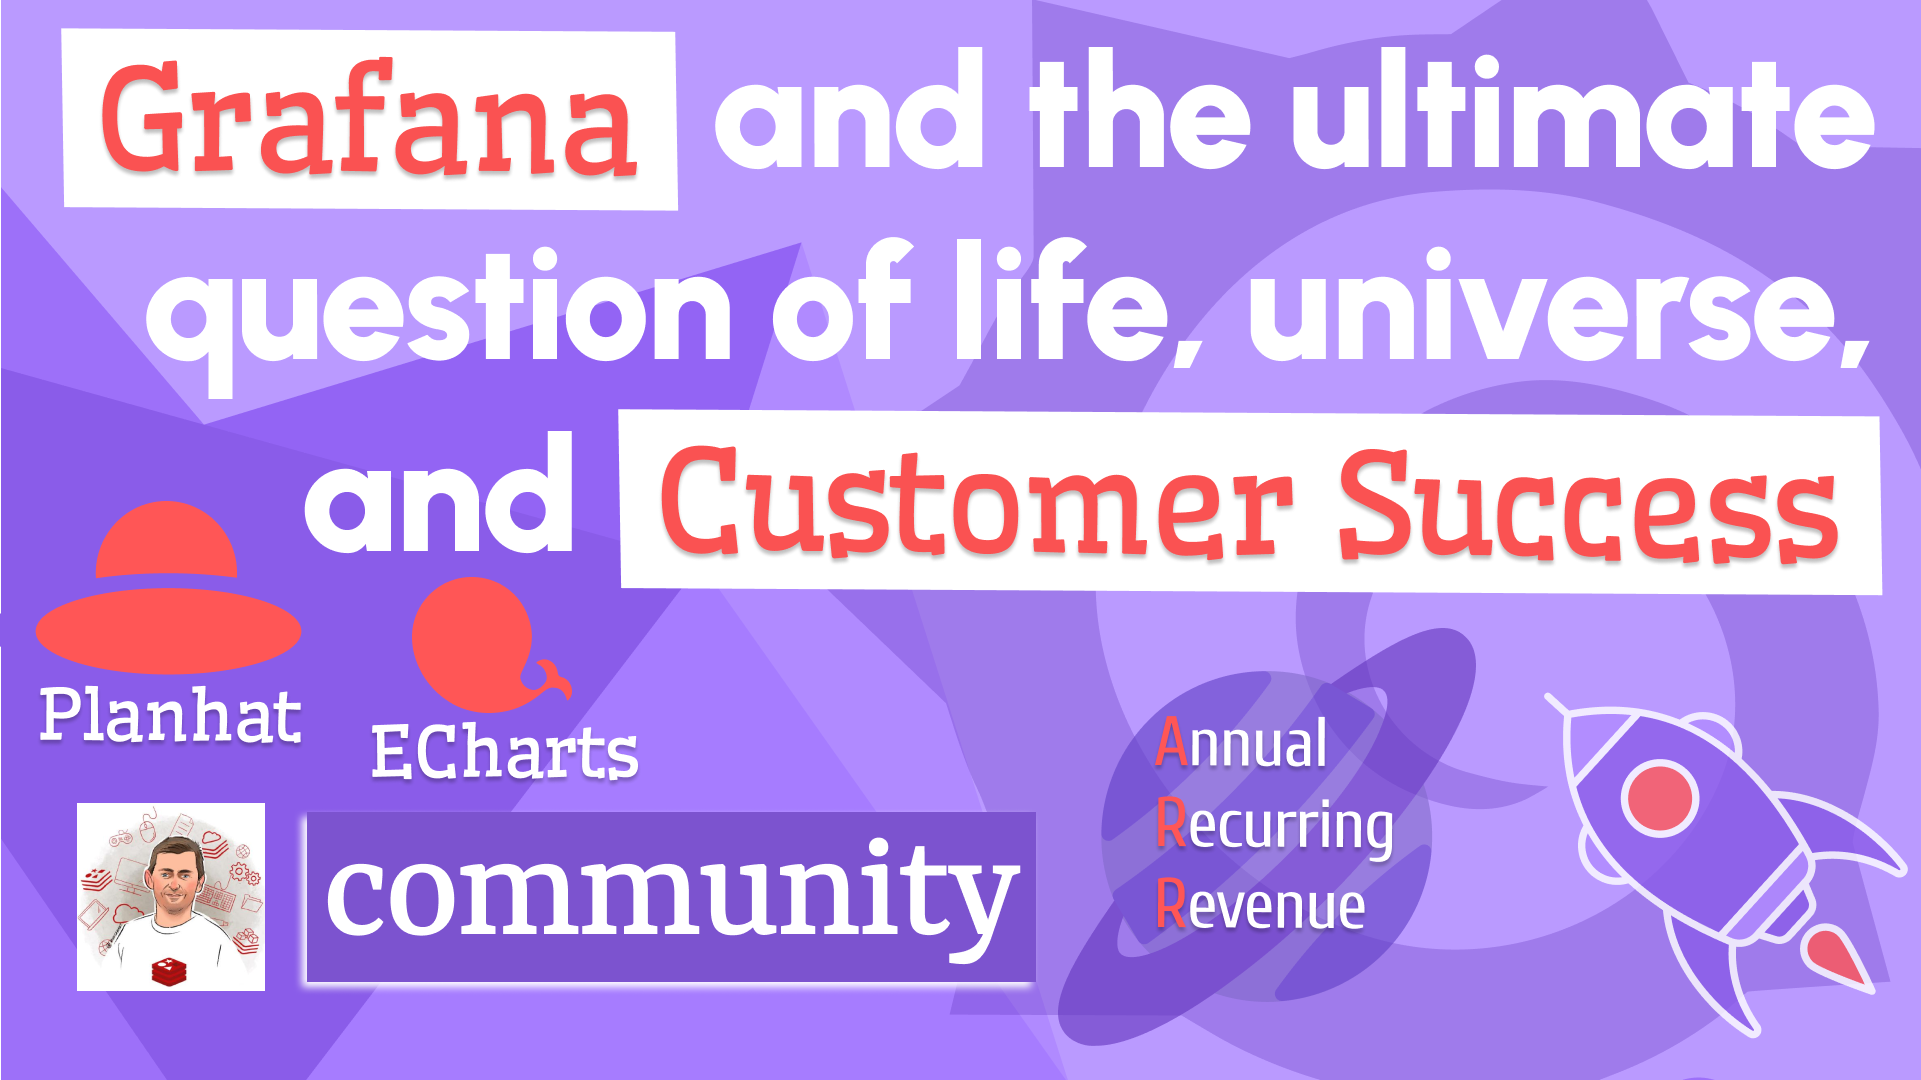 Grafana and the ultimate
question of life, universe,
and Customer Success
Planhat
ECharts
community
Annual
Recurring
Revenue